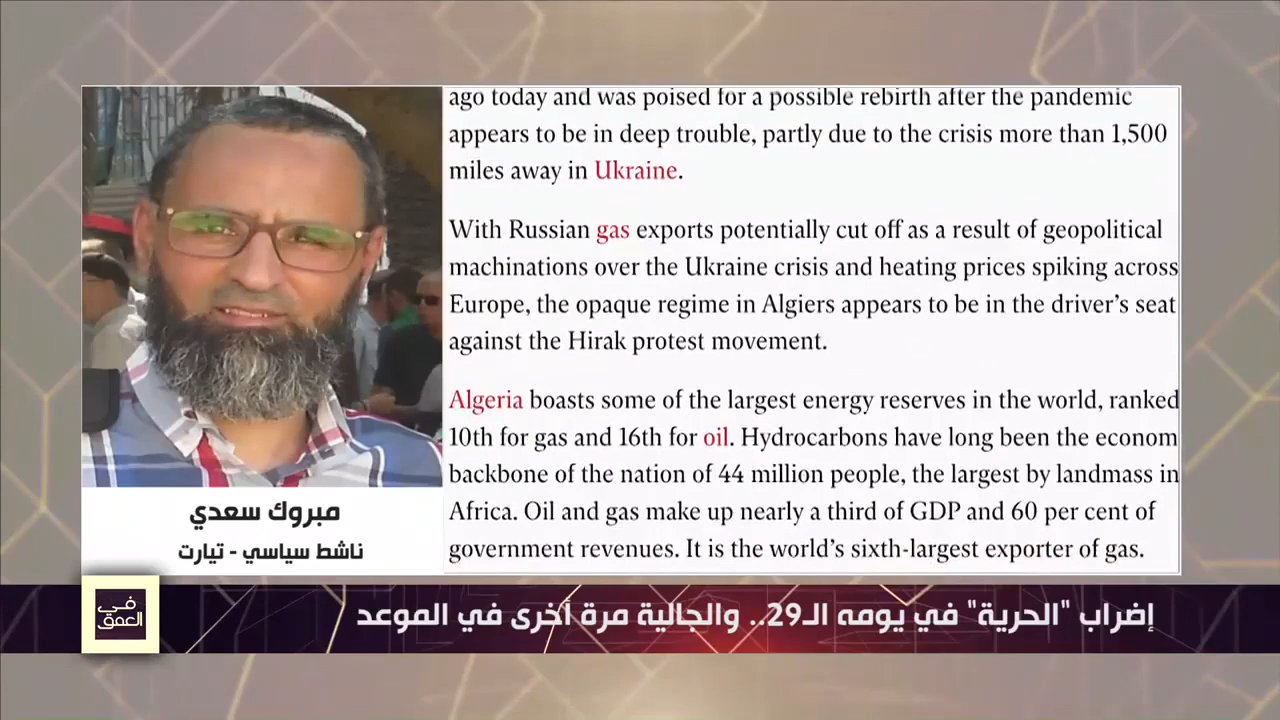 ago today and was poised for a possible rebirth after the pandemic
appears to be in deep trouble, partly due to the crisis more than 1,500
miles away in Ukraine.
With Russian gas exports potentially cut off as a result of geopolitical
machinations over the Ukraine crisis and heating prices spiking across
Europe, the opaque regime in Algiers appears to be in the driver's seat
against the Hirak protest movement.
Algeria boasts some of the largest energy reserves in the world, ranked
10th for gas and 16th for oil. Hydrocarbons have long been the econom
backbone of the nation of 44 million people, the largest by landmass in
Africa. Oil and gas make up nearly a third of GDP and 60 per cent of
government revenues. It is the world's sixth-largest exporter of gas.
مبروك سعدي
ناشط سياسي - تيارت
في
العمق
إضراب "الحرية" في يومه الـ29.. والجالية مرة أخرى في الموعد